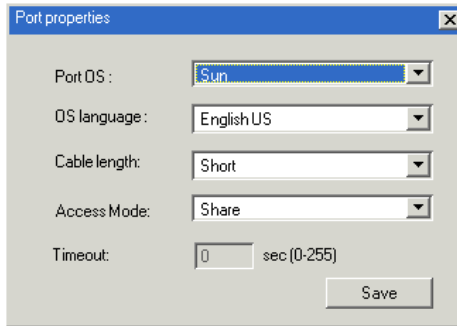 Port properties
Port OS : Sun
OS language : English US
Cable length: Short
Access Mode: Share
Timeout: 0 sec (0-255)
Save